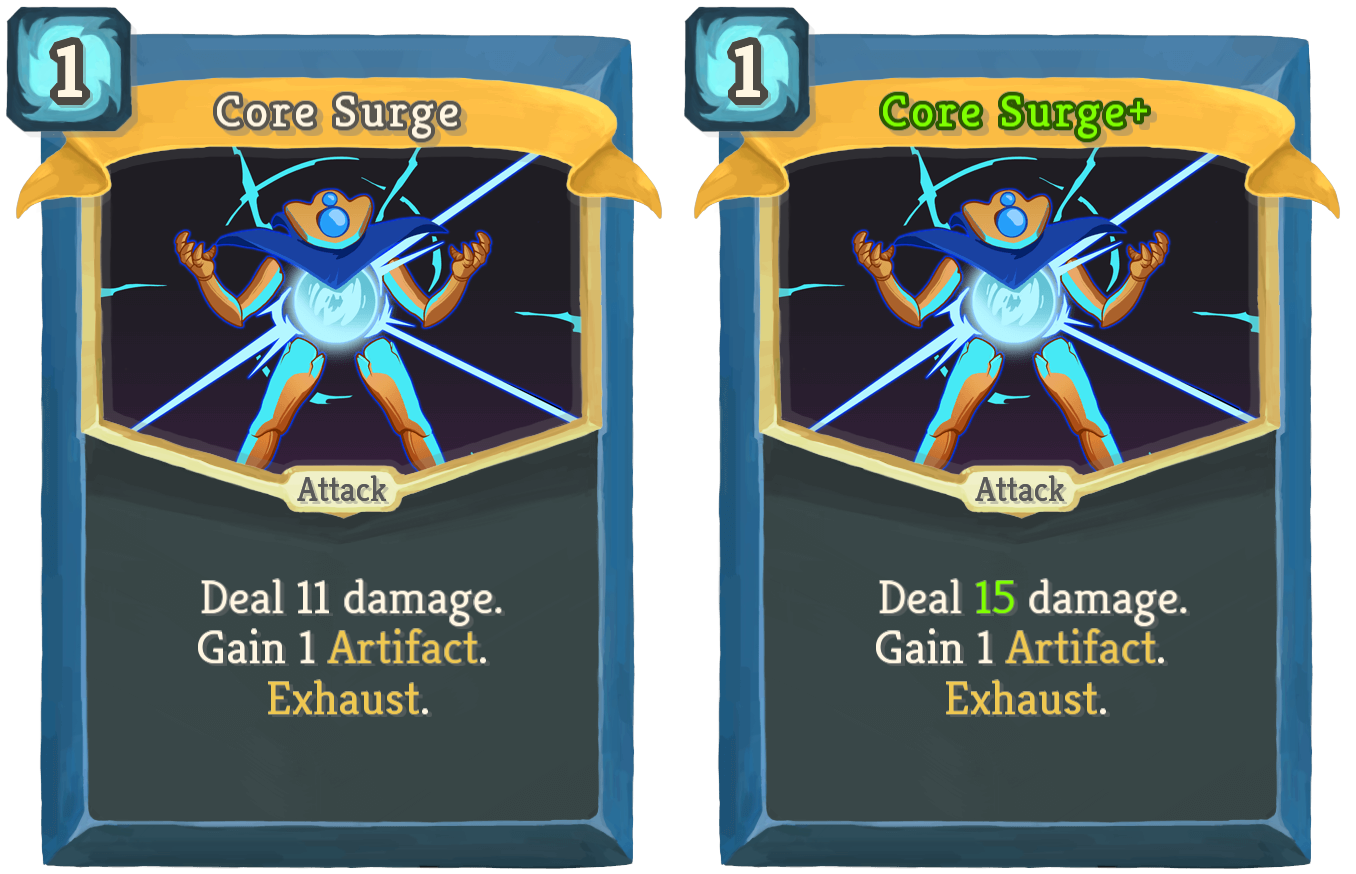 1
Core Surge
Attack
Deal 11 damage.
Gain 1 Artifact.
Exhaust.
1
Core Surge+
Attack
Deal 15 damage.
Gain 1 Artifact.
Exhaust.